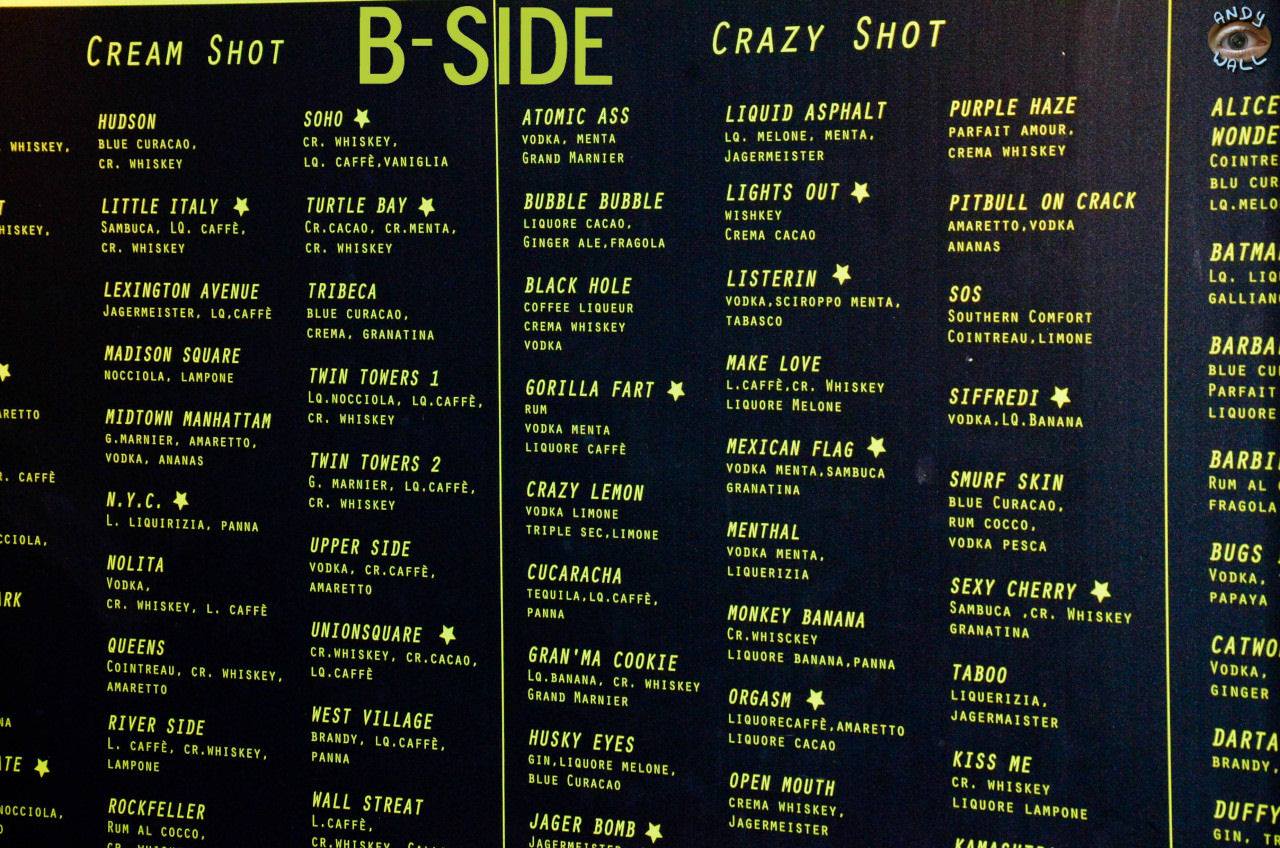 B-SIDE
CREAM SHOT
WHISKEY,
CR. CAFFÈ
HUDSON
BLUE CURACAO,
CR. WHISKEY
LITTLE ITALY
SAMBUCA, LQ. CAFFÈ,
CR. WHISKEY
LEXINGTON AVENUE
JAGERMEISTER, LQ.CAFFÈ
MADISON SQUARE
NOCCIOLA, LAMPONE
MIDTOWN MANHATTAM
G.MARNIER, AMARETTO,
VODKA, ANANAS
N.Y.C.
L. LIQUIRIZIA, PANNA
NOLITA
VODKA,
CR. WHISKEY, L. CAFFÈ
QUEENS
COINTREAU, CR. WHISKEY,
AMARETTO
RIVER SIDE
L. CAFFÈ, CR.WHISKEY,
LAMPONE
ROCKFELLER
RUM AL COCCO,
SOHO
CR. WHISKEY,
LQ. CAFFÈ,VANIGLIA
TURTLE BAY
CR.CACAO, CR.MENTA,
CR. WHISKEY
TRIBECA
BLUE CURACAO,
CREMA, GRANATINA
TWIN TOWERS 1
LQ.NOCCIOLA, LQ.CAFFÈ,
CR. WHISKEY
TWIN TOWERS 2
G. MARNIER, LQ.CAFFÈ,
CR. WHISKEY
UPPER SIDE
VODKA, CR.CAFFÈ,
AMARETTO
UNIONSQUARE
CR.WHISKEY, CR.CACAO,
LQ.CAFFÈ
WEST VILLAGE
BRANDY, LQ.CAFFÈ,
PANNA
WALL STREAT
L.CAFFÈ,
CR.WHISKEY,
CRAZY SHOT
ATOMIC ASS
VODKA, MENTA
GRAND MARNIER
BUBBLE BUBBLE
LIQUORE CACAO,
GINGER ALE,FRAGOLA
BLACK HOLE
COFFEE LIQUEUR
CREMA WHISKEY
VODKA
GORILLA FART
RUM
VODKA MENTA
LIQUORE CAFFÈ
CRAZY LEMON
VODKA LIMONE
TRIPLE SEC,LIMONE
CUCARACHA
TEQUILA,LQ.CAFFÈ,
PANNA
GRAN'MA COOKIE
LQ.BANANA, CR. WHISKEY
GRAND MARNIER
HUSKY EYES
GIN,LIQUORE MELONE,
BLUE CURACAO
JAGER BOMB
JAGERMEISTER
LIQUID ASPHALT
LQ. MELONE, MENTA,
JAGERMEISTER
LIGHTS OUT
WISHKEY
CREMA CACAO
LISTERIN
VODKA,SCIROPPO MENTA,
TABASCO
MAKE LOVE
L.CAFFÈ,CR. WHISKEY
LIQUORE MELONE
MEXICAN FLAG
VODKA MENTA,SAMBUCA
GRANATINA
MENTHAL
VODKA MENTA,
LIQUERIZIA
MONKEY BANANA
CR.WHISCKEY
LIQUORE BANANA,PANNA
ORGASM
LIQUORECAFFÈ,AMARETTO
LIQUORE CACAO
OPEN MOUTH
CREMA WHISKEY,
JAGERMEISTER
PURPLE HAZE
PARFAIT AMOUR,
CREMA WHISKEY
PITBULL ON CRACK
AMARETTO,VODKA
ANANAS
SOS
SOUTHERN COMFORT
COINTREAU,LIMONE
SIFFREDI
VODKA,LQ.BANANA
SMURF SKIN
BLUE CURACAO,
RUM COCCO,
VODKA PESCA
SEXY CHERRY
SAMBUCA ,CR. WHISKEY
GRANATINA
TABOO
LIQUERIZIA,
JAGERMAISTER
KISS ME
CR. WHISKEY
LIQUORE LAMPONE
ANDY
WALL
ALICE
WONDE
COINTRE
BLU CUR
LQ.MELO
BATMA
LQ. LIQ
GALLIAN
BARBA
BLUE CU
PARFAIT
LIQUORE
BARBI
RUM AL
FRAGOLA
BUGS
VODKA,
PAPAYA
CATWO
VODKA,
GINGER
DARTA
BRANDY,
DUFFY
GIN, TR